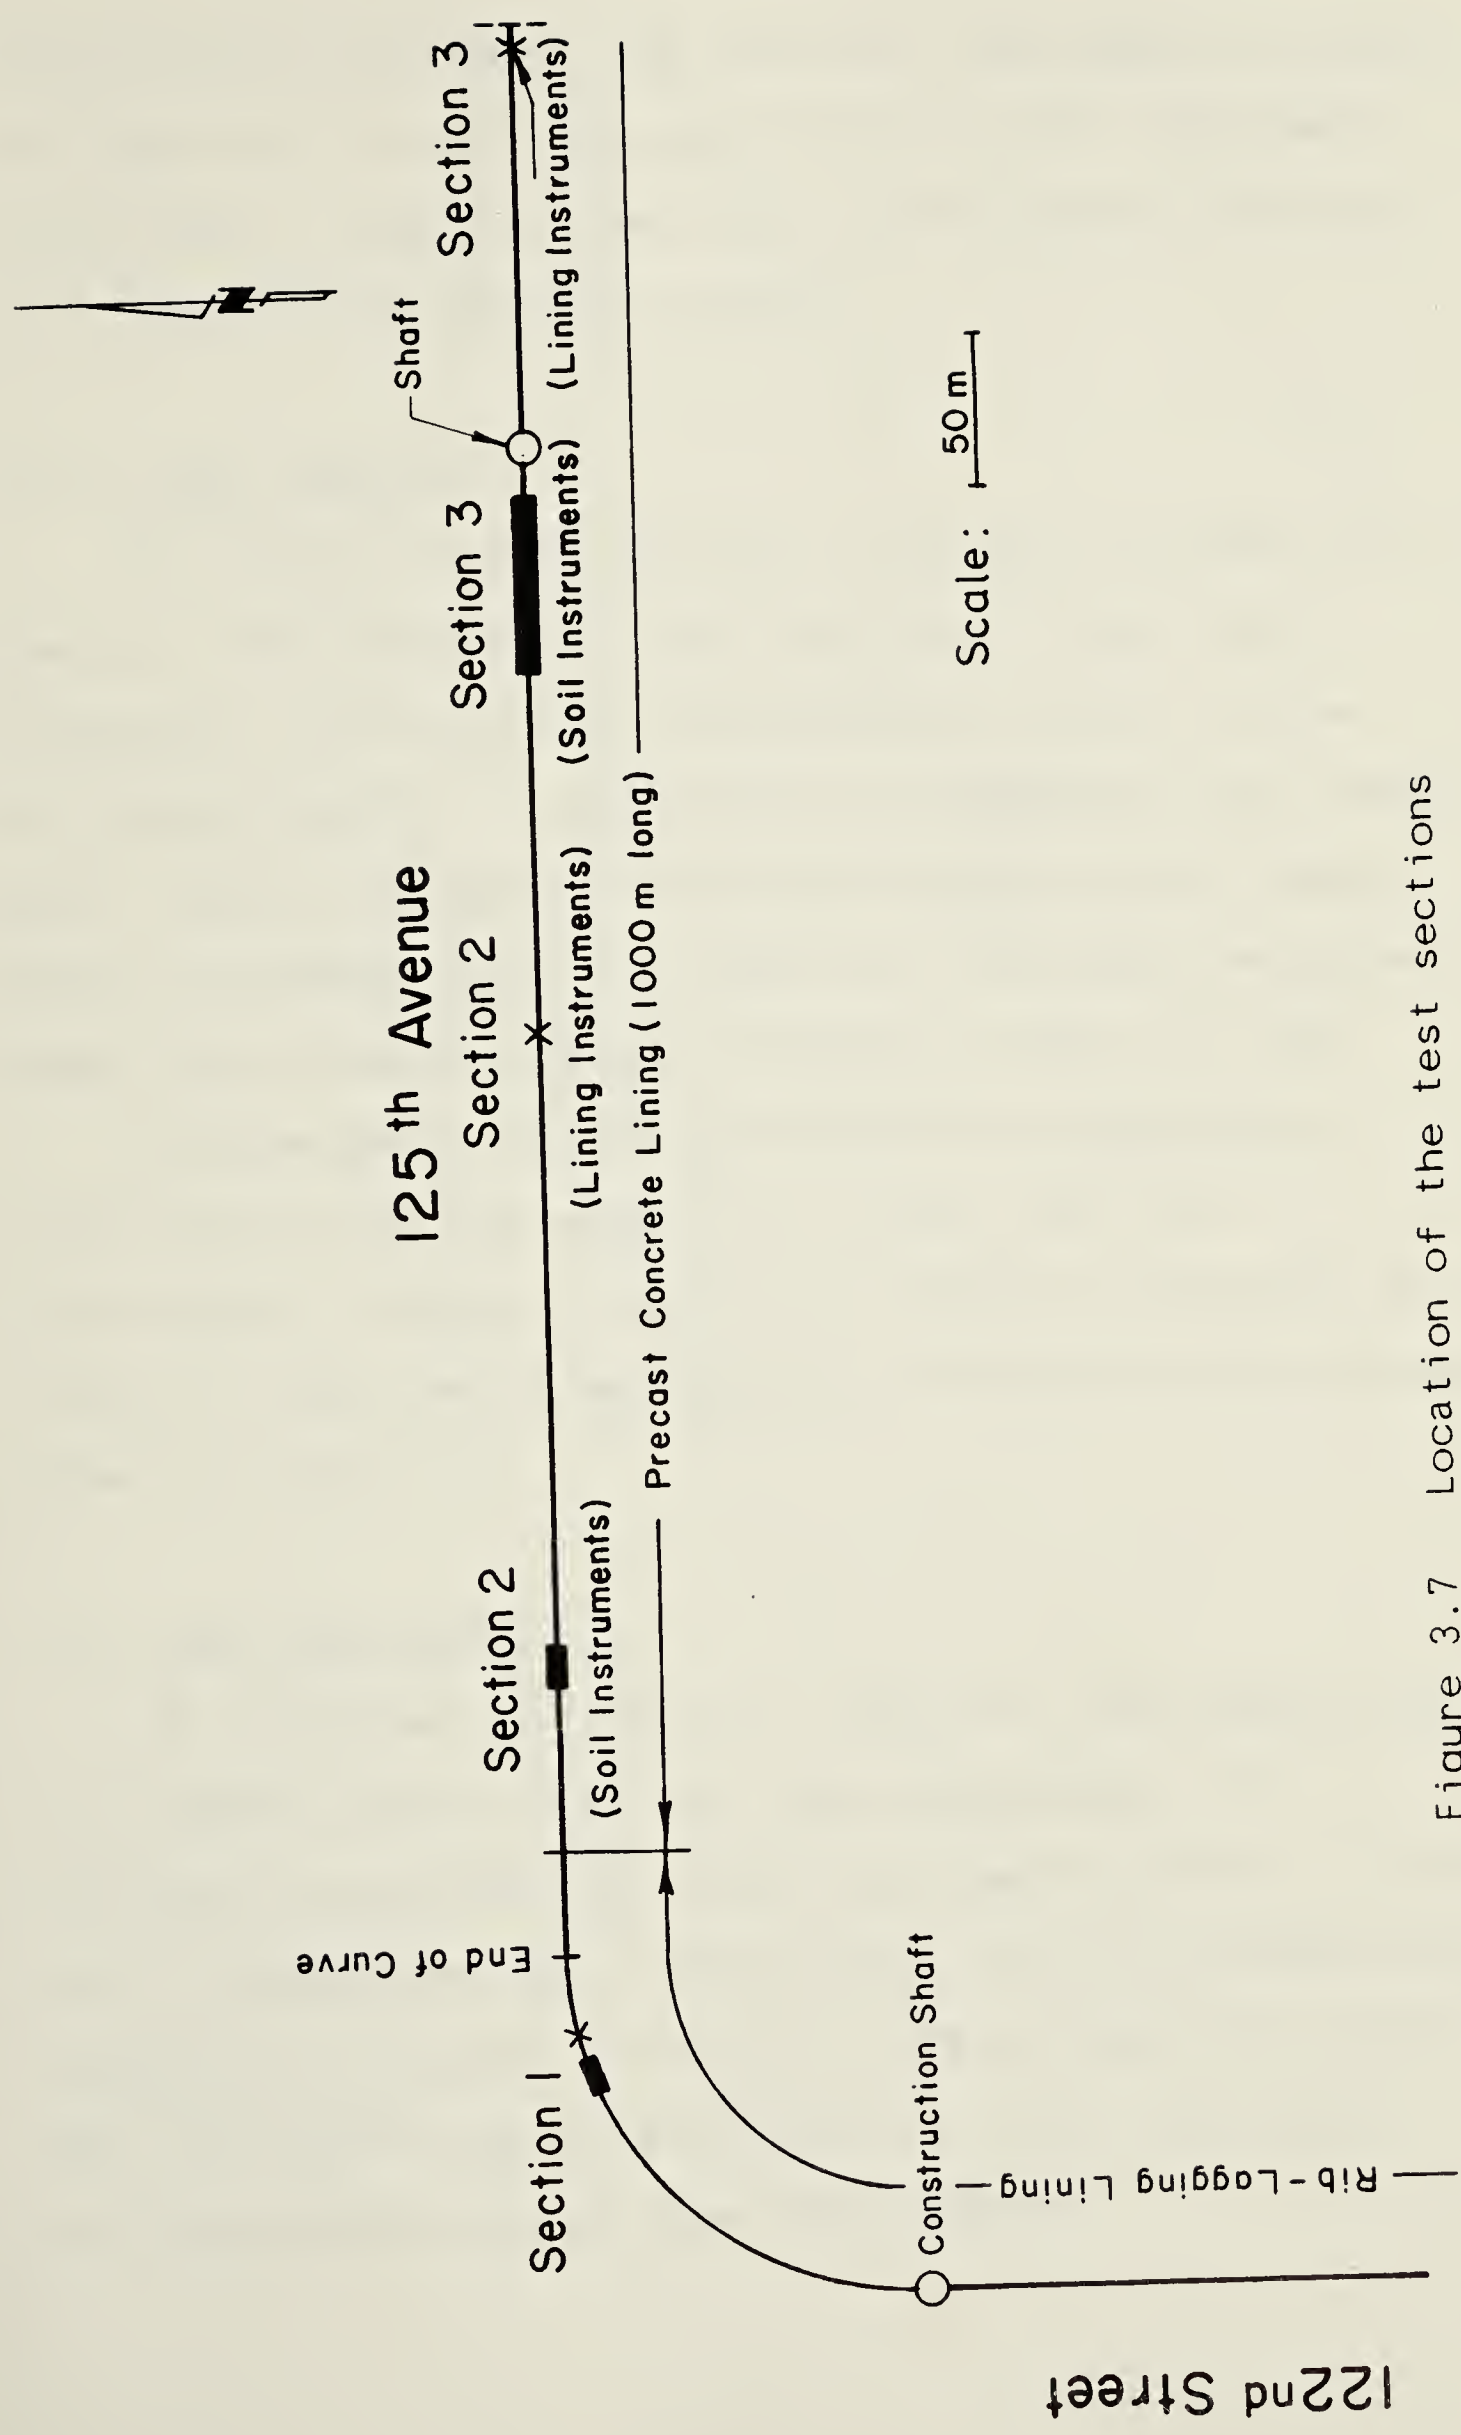 125 th Avenue
Section 1
Section 2
(Soil Instruments)
Section 2
(Lining Instruments)
Section 3
(Soil Instruments)
Shaft
Section 3
(Lining Instruments)
N
End of Curve
Precast Concrete Lining (1000 m long)
Construction Shaft
Rib-Lagging Lining
122nd Street
Scale: 50 m
Figure 3.7 Location of the test sections